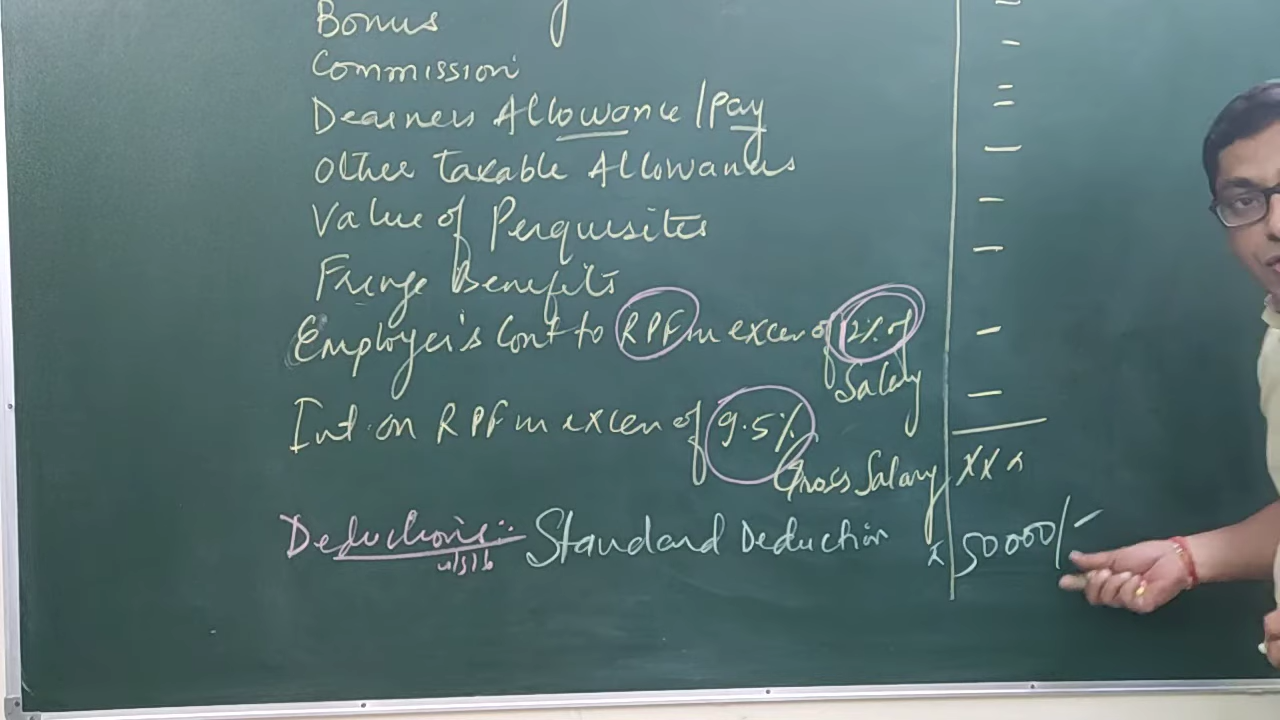 Bonus
Commission
Dearness Allowance/Pay
Other taxable Allowances
Value of Perquisites
Fringe Benefits
Employer's Cont to RPF in excess of 12% of
Salary
Int. on RPF in excess of 9.5%
Gross Salary xxx
Deductions:- Standard Deduction 50000/-
u/s 16